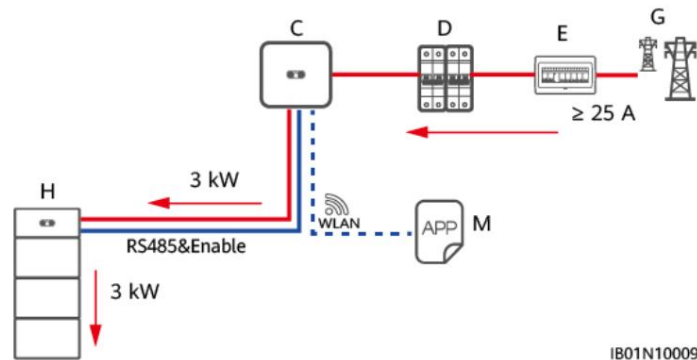 C
D
E
G
≥ 25 A
3 kW
H
WLAN
APP
M
RS485&Enable
3 kW
IB01N10009